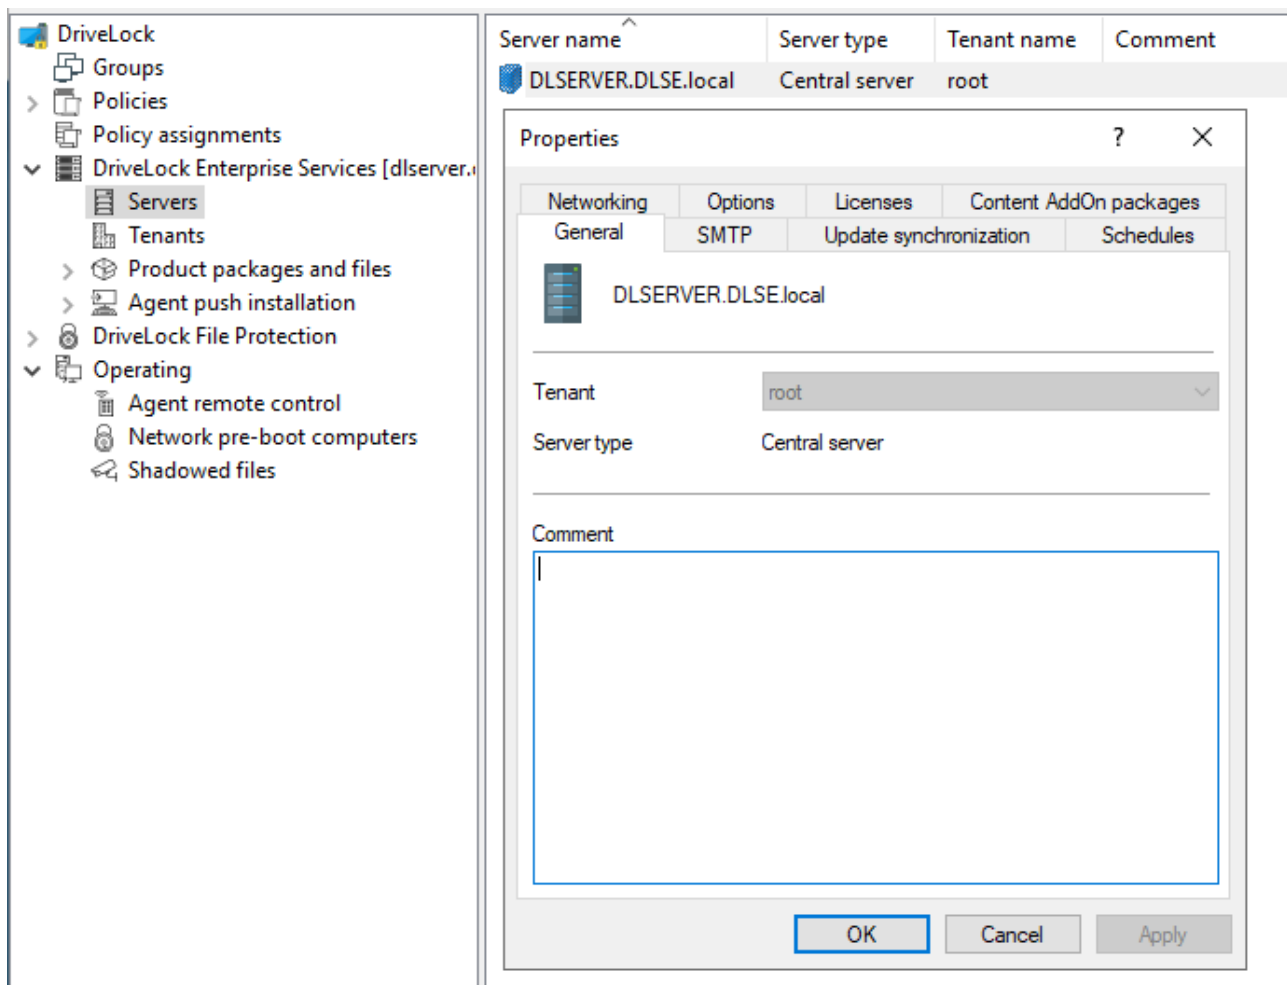 DriveLock
Groups
Policies
Policy assignments
DriveLock Enterprise Services [dlserver.
Servers
Tenants
Product packages and files
Agent push installation
DriveLock File Protection
Operating
Agent remote control
Network pre-boot computers
Shadowed files
Server name Server type Tenant name Comment
DLSERVER.DLSE.local Central server root
Properties ?
Networking Options Licenses Content AddOn packages
General SMTP Update synchronization Schedules
DLSERVER.DLSE.local
Tenant root
Server type Central server
Comment
OK Cancel Apply